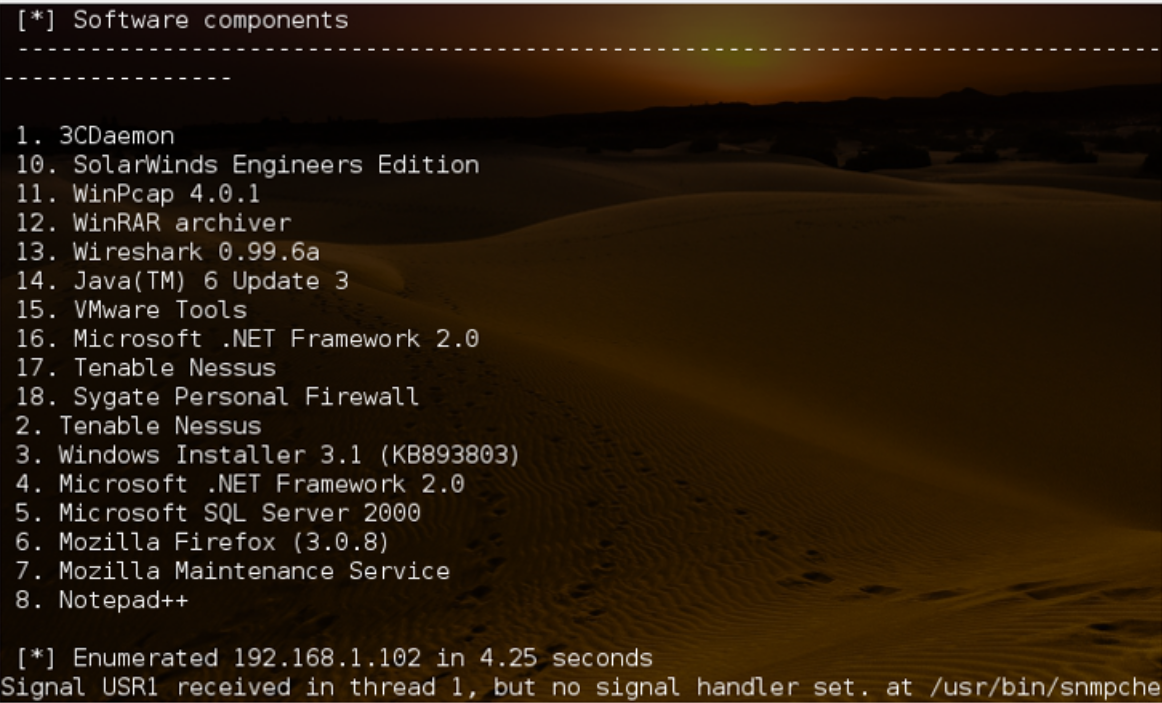 [*] Software components
--------------------------------------------------------------------------------
----------------
1. 3CDaemon
10. SolarWinds Engineers Edition
11. WinPcap 4.0.1
12. WinRAR archiver
13. Wireshark 0.99.6a
14. Java(TM) 6 Update 3
15. VMware Tools
16. Microsoft .NET Framework 2.0
17. Tenable Nessus
18. Sygate Personal Firewall
2. Tenable Nessus
3. Windows Installer 3.1 (KB893803)
4. Microsoft .NET Framework 2.0
5. Microsoft SQL Server 2000
6. Mozilla Firefox (3.0.8)
7. Mozilla Maintenance Service
8. Notepad++
[*] Enumerated 192.168.1.102 in 4.25 seconds
Signal USR1 received in thread 1, but no signal handler set. at /usr/bin/snmpche